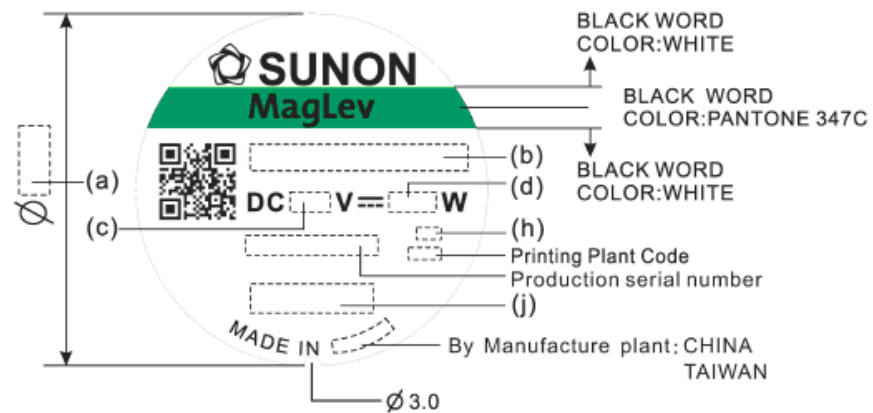 BLACK WORD
COLOR:WHITE
SUNON
MagLev
BLACK WORD
COLOR:PANTONE 347C
(b)
(a)
(d)
BLACK WORD
COLOR:WHITE
DC V⎓ W
Ø
(c)
(h)
Printing Plant Code
Production serial number
(j)
MADE IN
By Manufacture plant: CHINA
TAIWAN
Ø 3.0